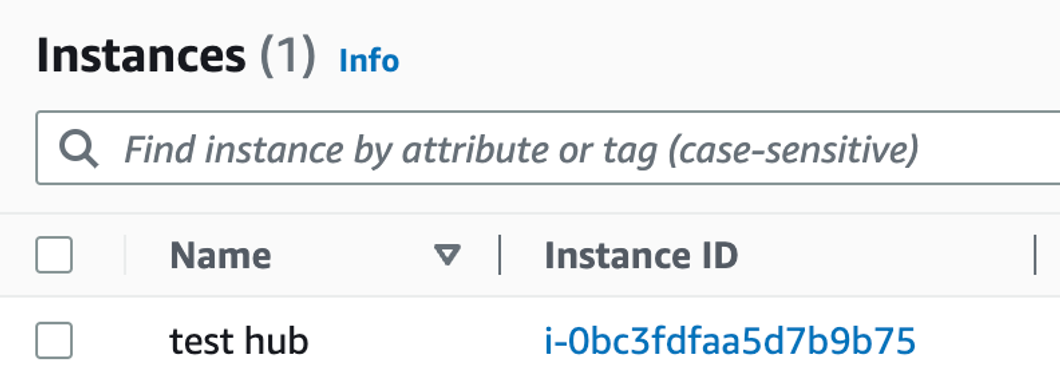 Instances (1) Info
Find instance by attribute or tag (case-sensitive)
Name Instance ID
test hub i-0bc3fdfaa5d7b9b75